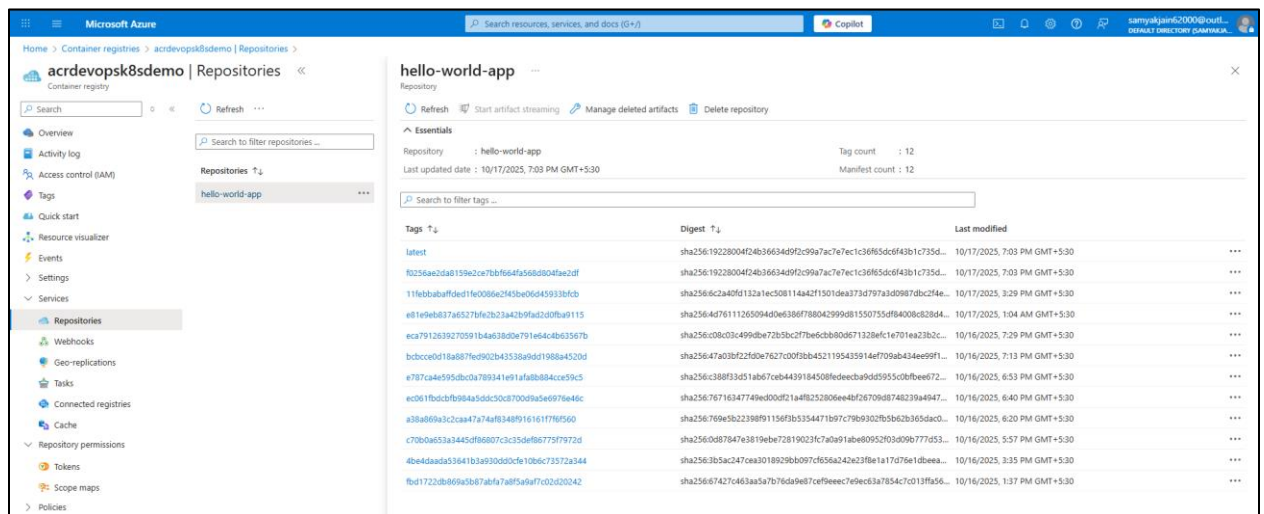 Microsoft Azure
Search resources, services, and docs (G+/)
Copilot
samyakjain62000@outl...
DEFAULT DIRECTORY (SAMYAKJA...
Home > Container registries > acrdevopsk8sdemo | Repositories >
acrdevopsk8sdemo | Repositories
Container registry
Search
Overview
Activity log
Access control (IAM)
Tags
Quick start
Resource visualizer
Events
Settings
Services
Repositories
Webhooks
Geo-replications
Tasks
Connected registries
Cache
Repository permissions
Tokens
Scope maps
Policies
Refresh
Search to filter repositories ...
Repositories
hello-world-app
hello-world-app
Repository
Refresh Start artifact streaming Manage deleted artifacts Delete repository
Essentials
Repository : hello-world-app Tag count : 12
Last updated date : 10/17/2025, 7:03 PM GMT+5:30 Manifest count : 12
Search to filter tags ...
Tags Digest Last modified
latest sha256:19228004f24b36634d9f2c99a7ac7e7ec1c36f65dc6f43b1c735d... 10/17/2025, 7:03 PM GMT+5:30
f0256ae2da8159e2ce7bbf664fa568d804fae2df sha256:19228004f24b36634d9f2c99a7ac7e7ec1c36f65dc6f43b1c735d... 10/17/2025, 7:03 PM GMT+5:30
11febbabaffded1fe0086e2f45be06d45933bfcb sha256:6c2a40fd132a1ec508114a42f1501dea373d797a3d0987dbc2f4e... 10/17/2025, 3:29 PM GMT+5:30
e81e9eb837a6527bfe2b23a42b9fad2d0fba9115 sha256:4d76111265094d0e6386f788042999d81550755df84008c828d4... 10/17/2025, 1:04 AM GMT+5:30
eca7912639270591b4a638d0e791e64c4b63567b sha256:c08c03c499dbe72b5bc2f7be6cbb80d671328efc1e701ea23b2c... 10/16/2025, 7:29 PM GMT+5:30
bcbcce0d18a887fed902b43538a9dd1988a4520d sha256:47a03bf22fd0e7627c00f3bb4521195435914ef709ab434ee99f1... 10/16/2025, 7:13 PM GMT+5:30
e787ca4e595dbc0a789341e91afa8b884cce59c5 sha256:c388f33d51ab67ceb4439184508fedeecba9dd5955c0bfbee672... 10/16/2025, 6:53 PM GMT+5:30
ec061fbdcbfb984a5ddc50c8700d9a5e6976e46c sha256:76716347749ed00df21a4f8252806ee4bf26709d8748239a4947... 10/16/2025, 6:40 PM GMT+5:30
a38a869a3c2caa47a74af8348f916161f7f6f560 sha256:769e5b22398f91156f3b5354471b97c79b9302fb5b62b365dac0... 10/16/2025, 6:20 PM GMT+5:30
c70b0a653a3445df86807c3c35def86775f7972d sha256:0d87847e3819ebe72819023fc7a0a91abe80952f03d09b777d53... 10/16/2025, 5:57 PM GMT+5:30
4be4daada53641b3a930dd0cfe10b6c73572a344 sha256:3b5ac247cea3018929bb097cf656a242e23f8e1a17d76e1dbeea... 10/16/2025, 3:35 PM GMT+5:30
fbd1722db869a5b87abfa7a8f5a9af7c02d20242 sha256:67427c463aa5a7b76da9e87cef9eeec7e9ec63a7854c7c013ffa56... 10/16/2025, 1:37 PM GMT+5:30